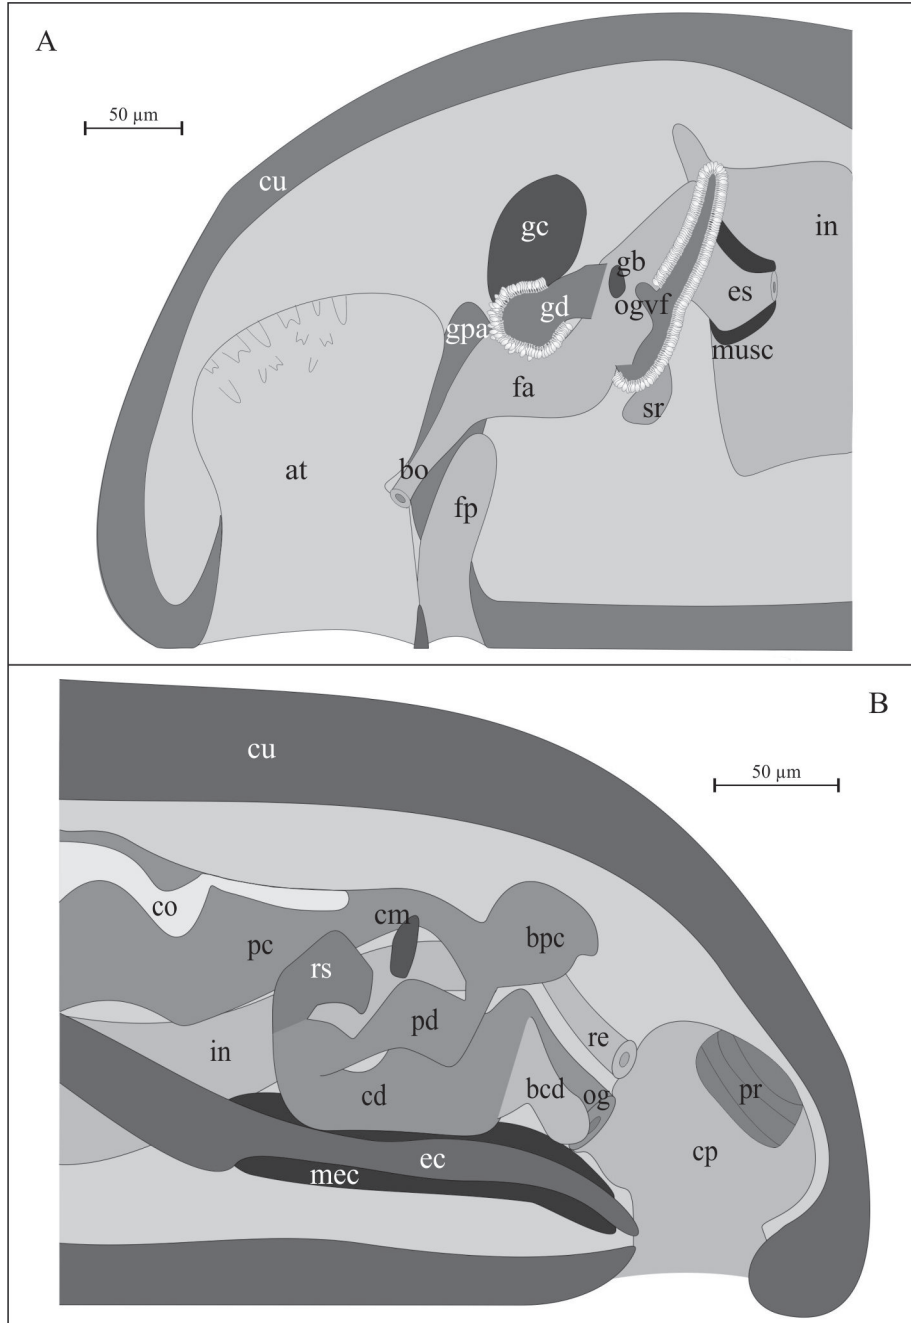 A
50 µm
cu
gc
in
gb
es
gd
ogvf
gpa
musc
fa
sr
at
bo
fp
B
cu
50 µm
co
cm
pc
bpc
rs
pd
re
in
pr
cd
bcd
og
cp
ec
mec